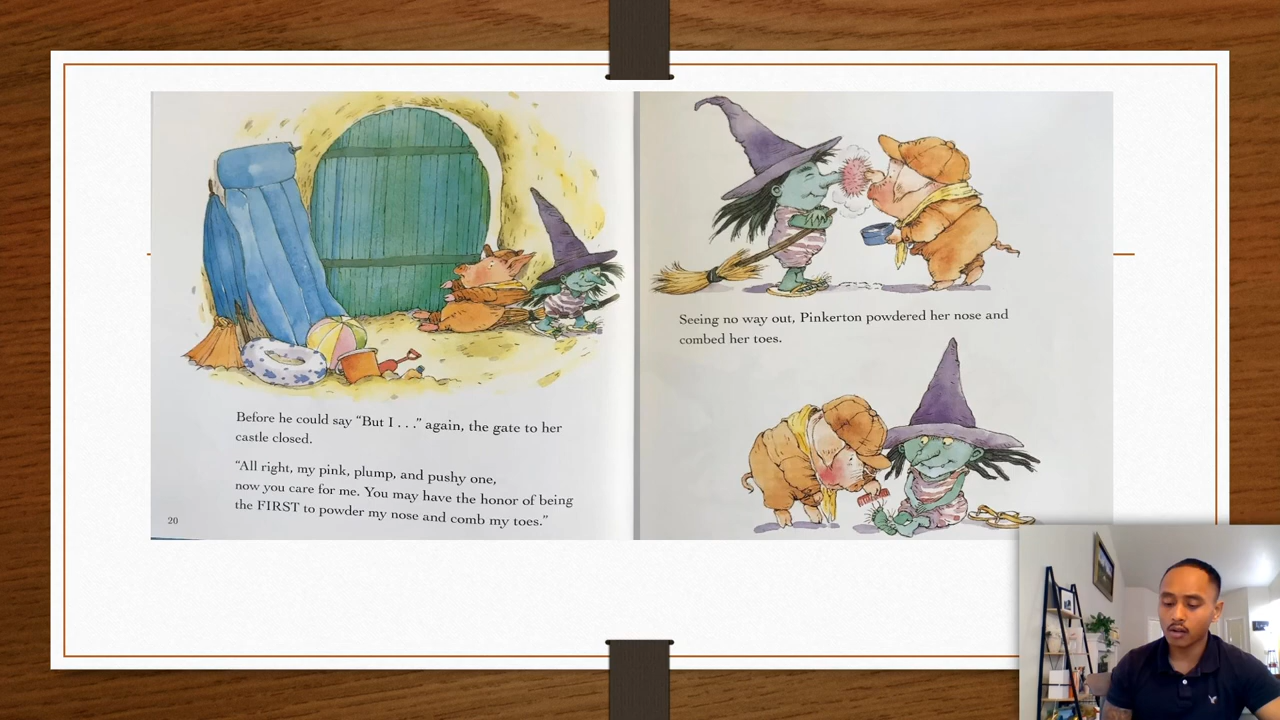 Before he could say “But I . . .” again, the gate to her
castle closed.
“All right, my pink, plump, and pushy one,
now you care for me. You may have the honor of being
the FIRST to powder my nose and comb my toes.”
20
Seeing no way out, Pinkerton powdered her nose and
combed her toes.